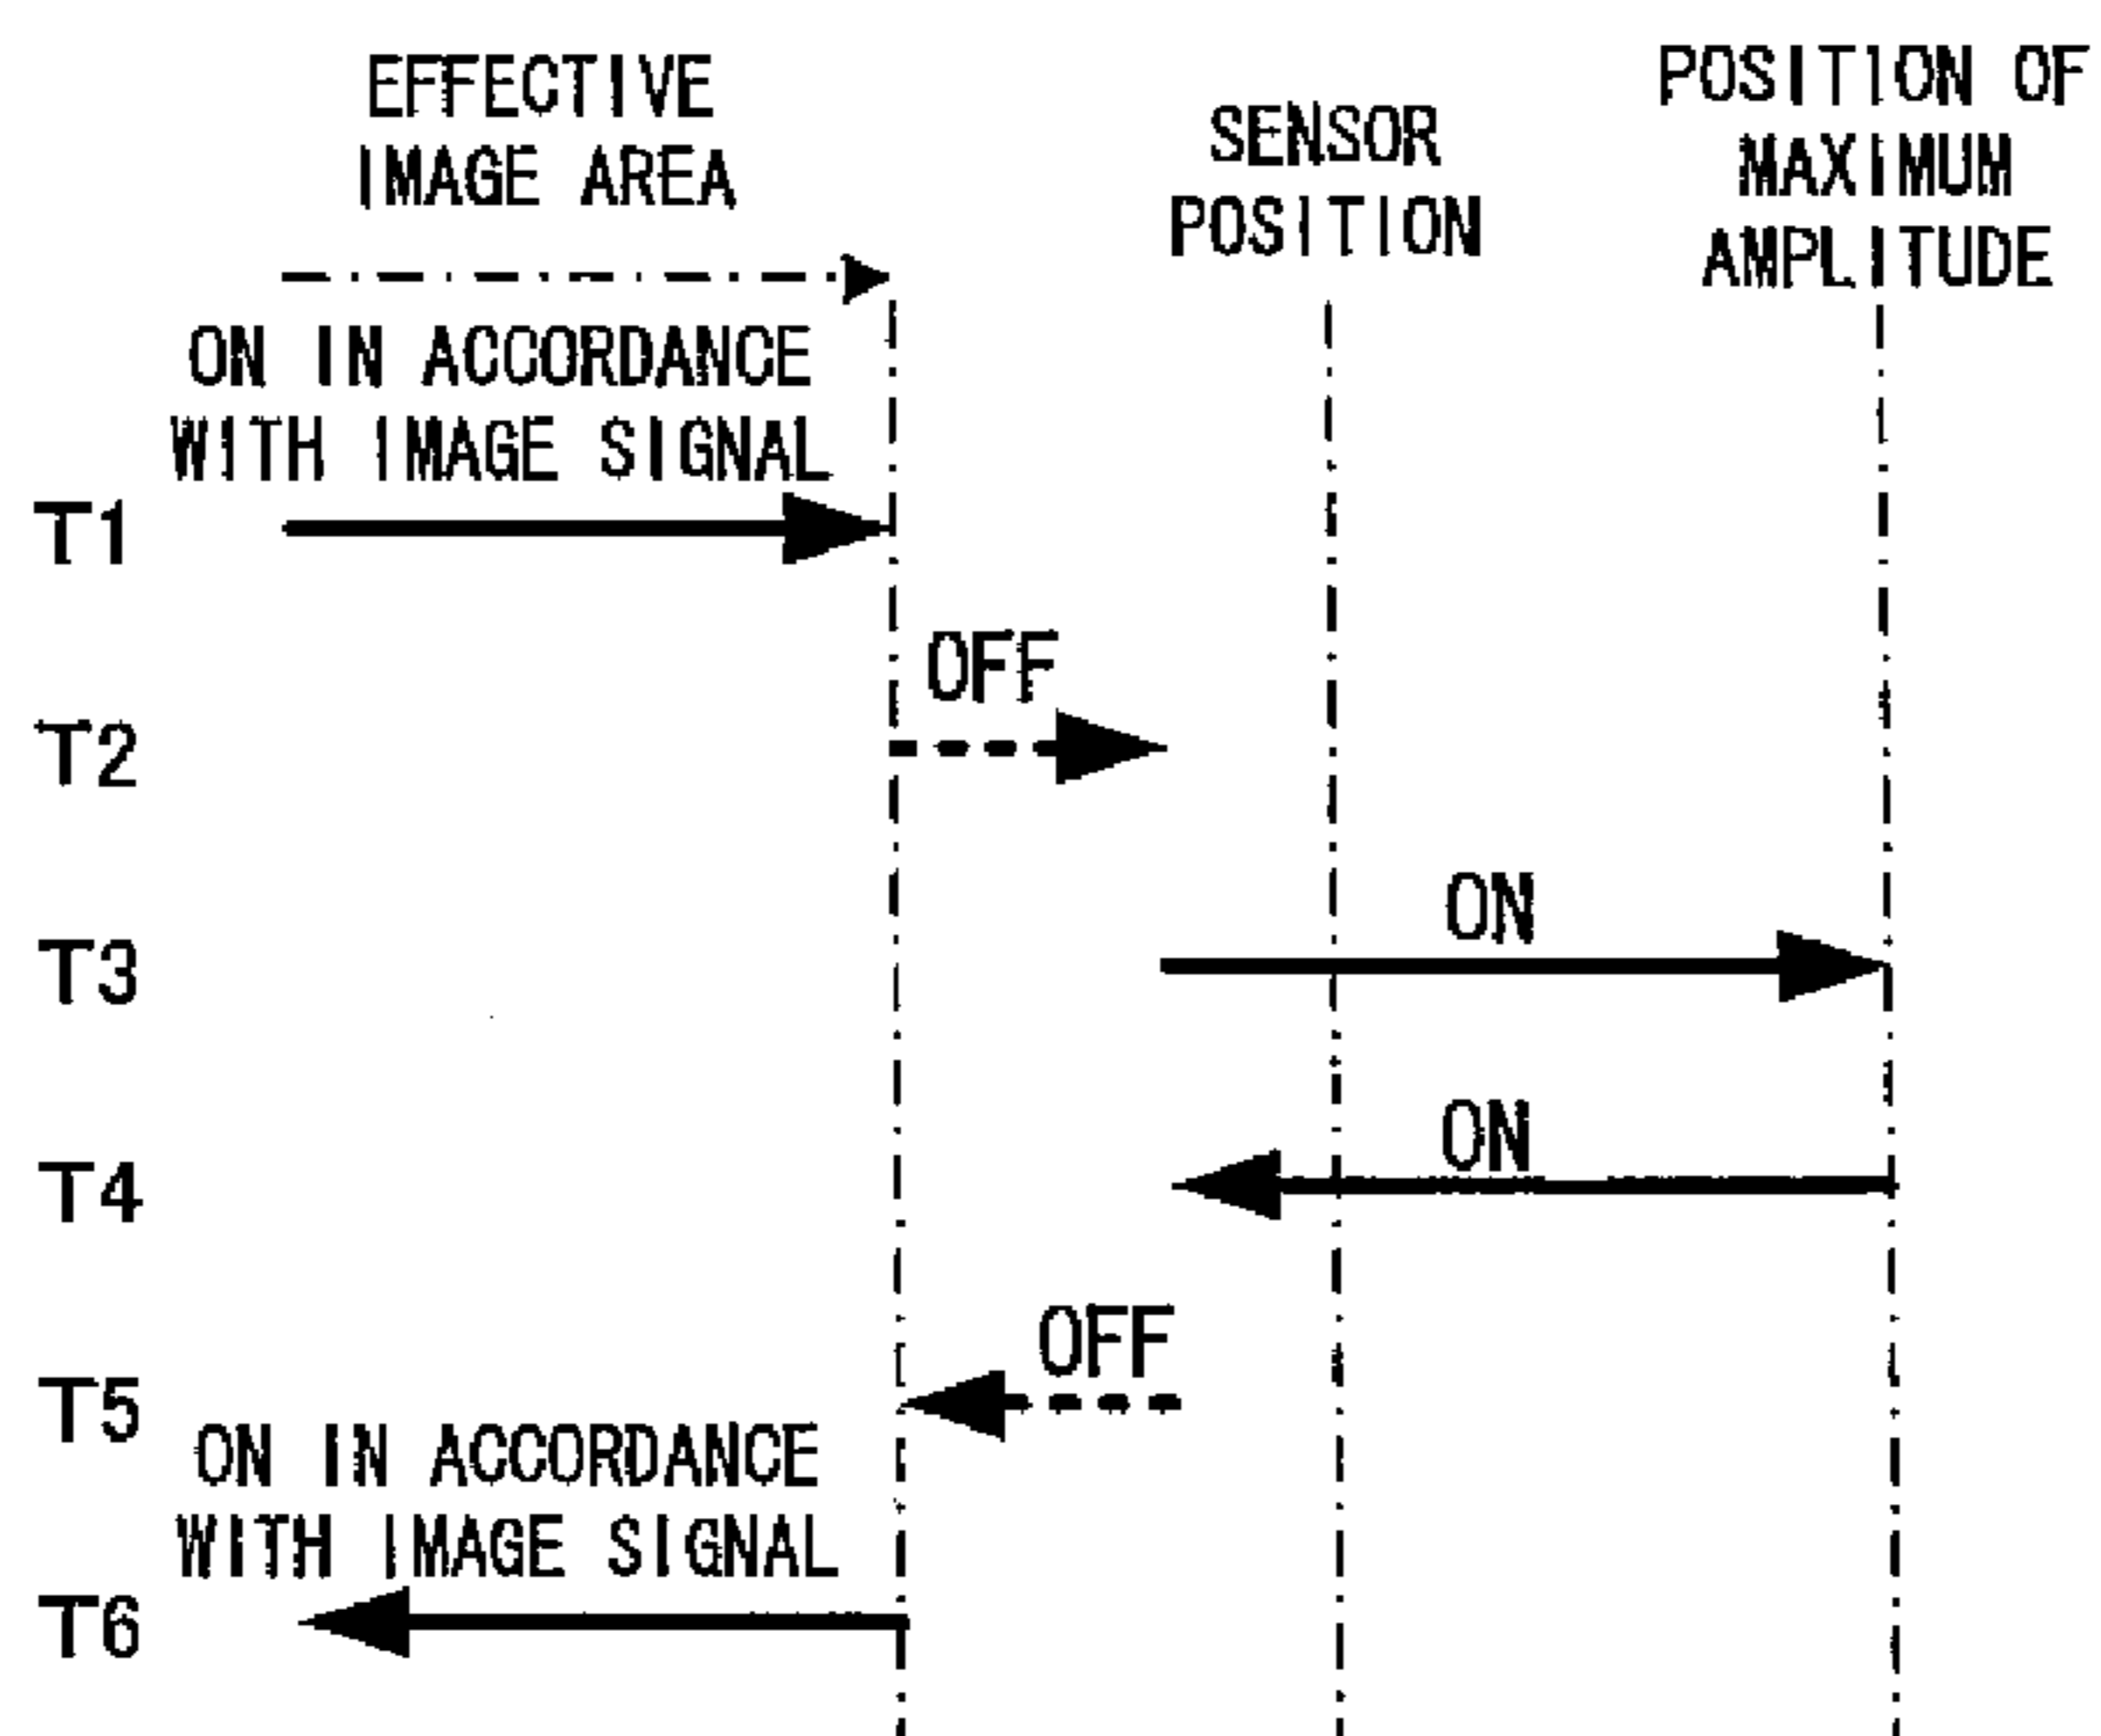 EFFECTIVE
IMAGE AREA
SENSOR
POSITION
POSITION OF
MAXIMUM
AMPLITUDE
ON IN ACCORDANCE
WITH IMAGE SIGNAL
T1
OFF
T2
ON
T3
ON
T4
OFF
T5
ON IN ACCORDANCE
WITH IMAGE SIGNAL
T6